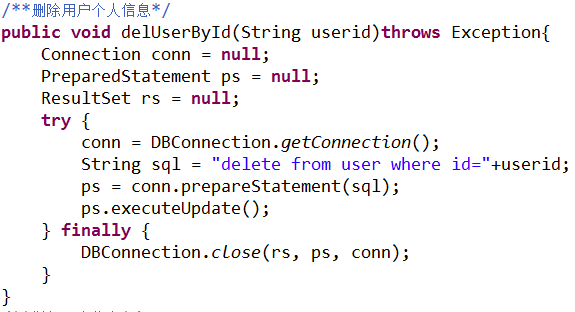 /**删除用户个人信息*/
public void delUserById(String userid)throws Exception{
    Connection conn = null;
    PreparedStatement ps = null;
    ResultSet rs = null;
    try {
        conn = DBConnection.getConnection();
        String sql = "delete from user where id="+userid;
        ps = conn.prepareStatement(sql);
        ps.executeUpdate();
    } finally {
        DBConnection.close(rs, ps, conn);
    }
}